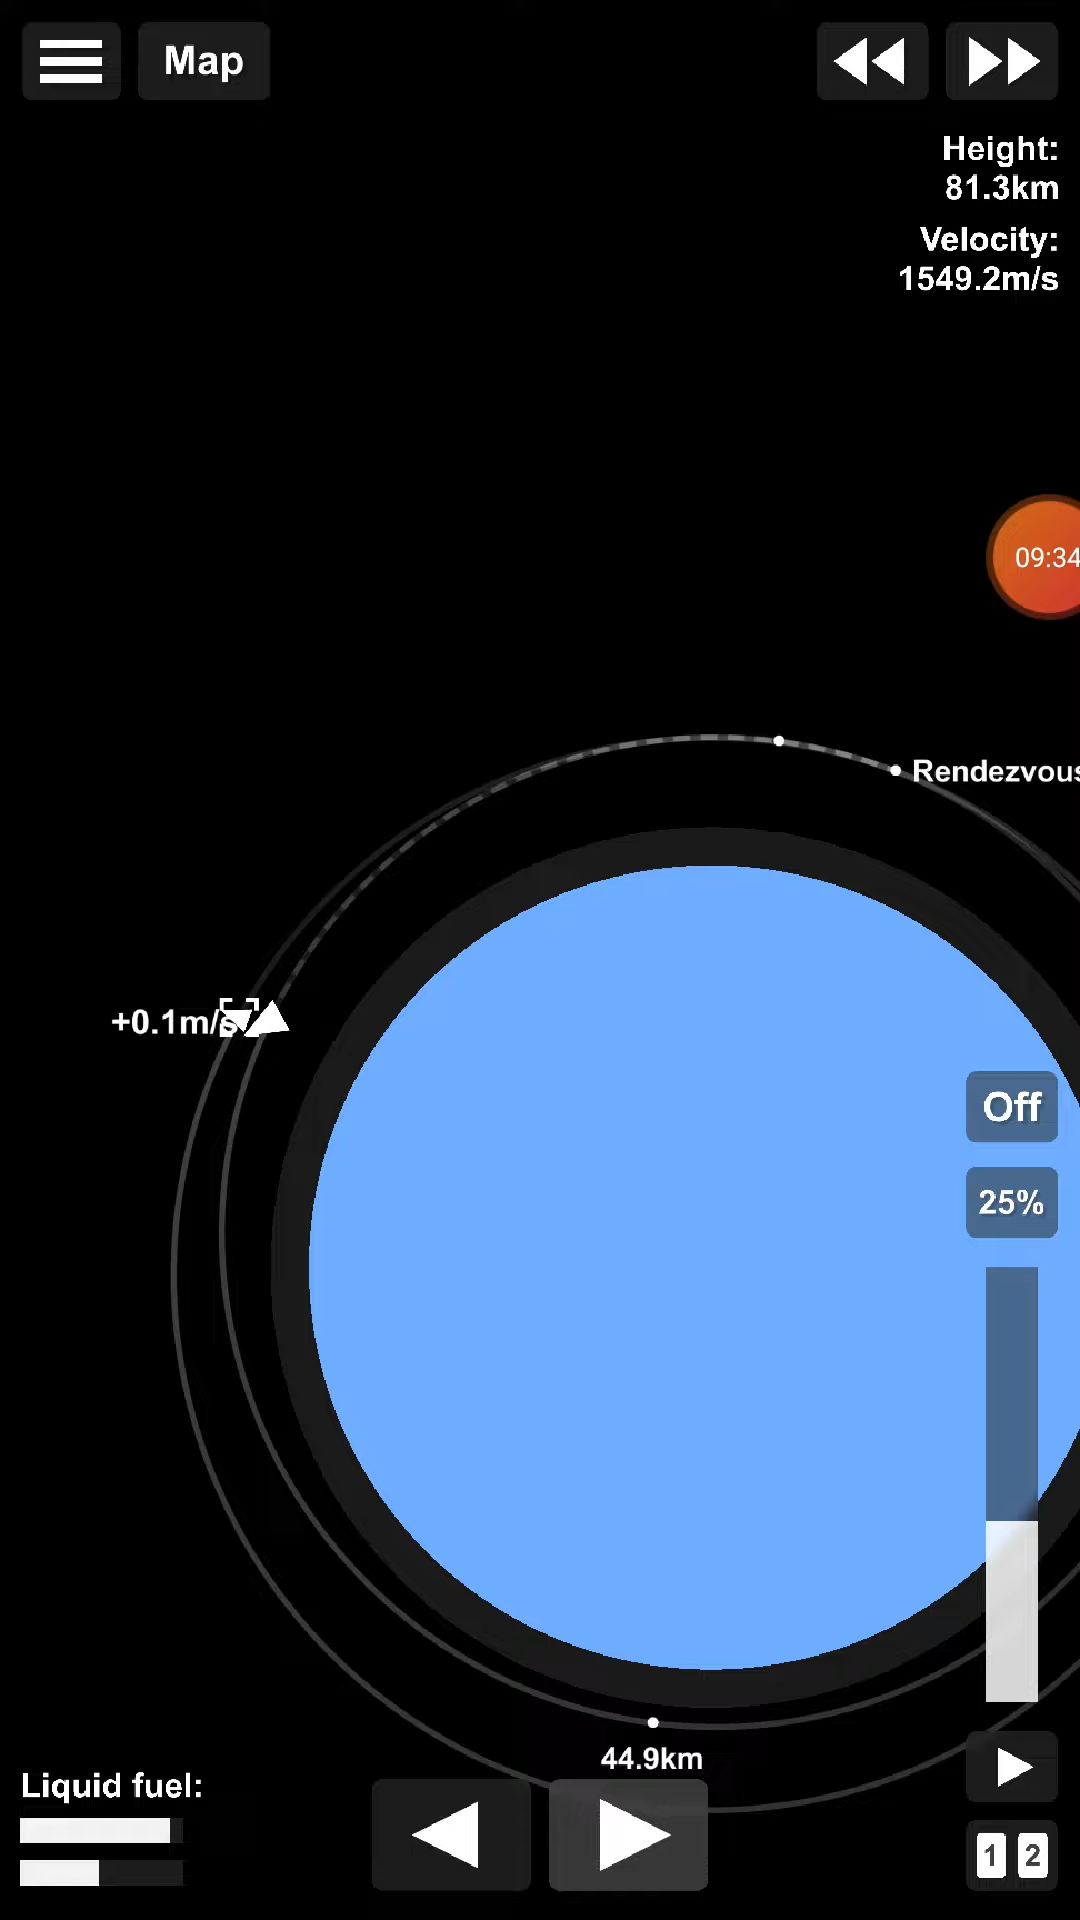 Map
Height:
81.3km
Velocity:
1549.2m/s
09:34
Rendezvous
+0.1m/s
Off
25%
44.9km
Liquid fuel:
1 2